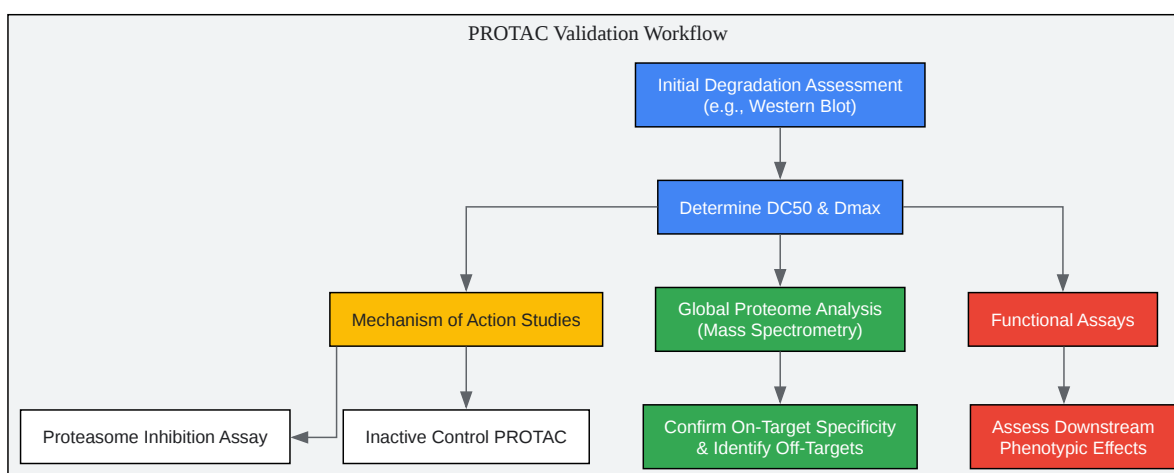 PROTAC Validation Workflow
Initial Degradation Assessment
(e.g., Western Blot)
Determine DC50 & Dmax
Mechanism of Action Studies
Global Proteome Analysis
(Mass Spectrometry)
Functional Assays
Proteasome Inhibition Assay
Inactive Control PROTAC
Confirm On-Target Specificity
& Identify Off-Targets
Assess Downstream
Phenotypic Effects